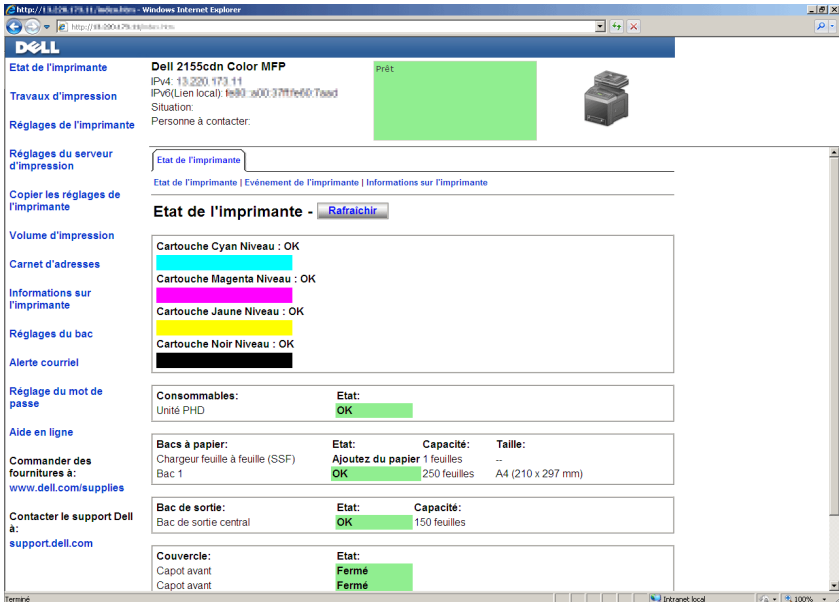 http:// - Windows Internet Explorer
DELL
Etat de l'imprimante
Travaux d'impression
Réglages de l'imprimante
Réglages du serveur d'impression
Copier les réglages de l'imprimante
Volume d'impression
Carnet d'adresses
Informations sur l'imprimante
Réglages du bac
Alerte courriel
Réglage du mot de passe
Aide en ligne
Commander des fournitures à:
www.dell.com/supplies
Contacter le support Dell à:
support.dell.com
Dell 2155cdn Color MFP
IPv4:
IPv6(Lien local):
Situation:
Personne à contacter:
Prêt
Etat de l'imprimante
Etat de l'imprimante | Evénement de l'imprimante | Informations sur l'imprimante
Etat de l'imprimante - Rafraichir
Cartouche Cyan Niveau : OK
Cartouche Magenta Niveau : OK
Cartouche Jaune Niveau : OK
Cartouche Noir Niveau : OK
Consommables: Etat:
Unité PHD OK
Bacs à papier: Etat: Capacité: Taille:
Chargeur feuille à feuille (SSF) Ajoutez du papier 1 feuilles --
Bac 1 OK 250 feuilles A4 (210 x 297 mm)
Bac de sortie: Etat: Capacité:
Bac de sortie central OK 150 feuilles
Couvercle: Etat:
Capot avant Fermé
Capot avant Fermé
Terminé Intranet local 100%